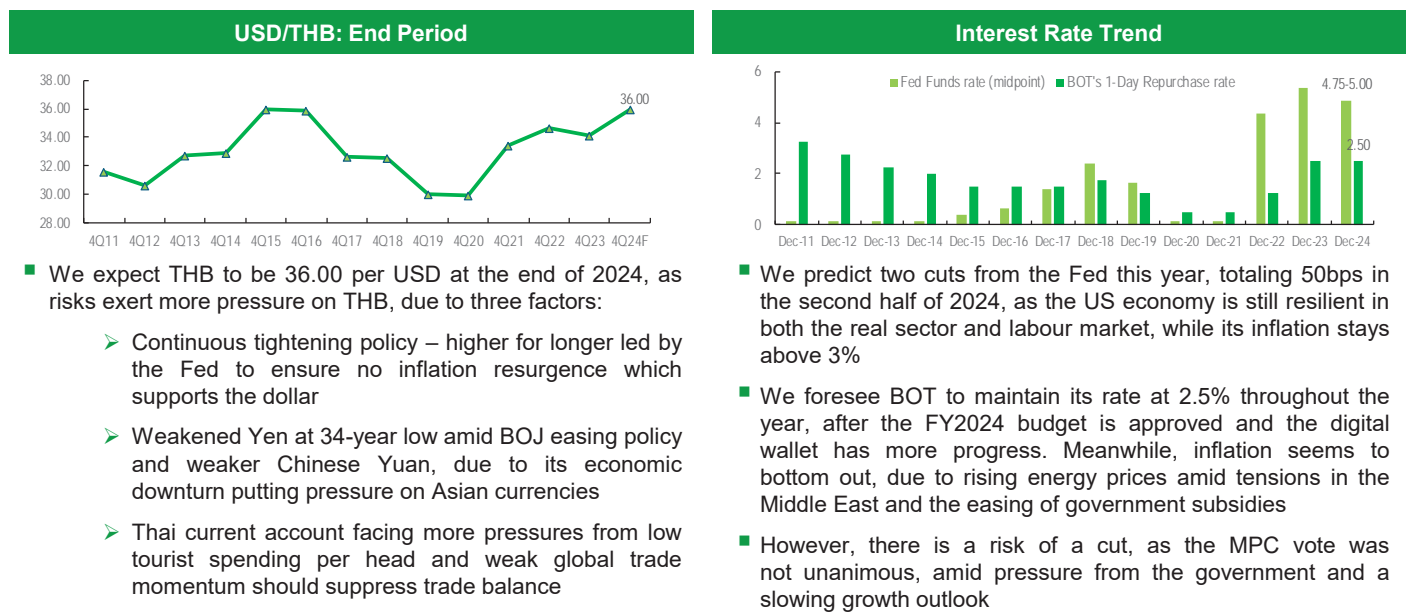 USD/THB: End Period
38.00
36.00
34.00
32.00
30.00
28.00
36.00
4Q11 4Q12 4Q13 4Q14 4Q15 4Q16 4Q17 4Q18 4Q19 4Q20 4Q21 4Q22 4Q23 4Q24F
■ We expect THB to be 36.00 per USD at the end of 2024, as
risks exert more pressure on THB, due to three factors:
➢ Continuous tightening policy – higher for longer led by
the Fed to ensure no inflation resurgence which
supports the dollar
➢ Weakened Yen at 34-year low amid BOJ easing policy
and weaker Chinese Yuan, due to its economic
downturn putting pressure on Asian currencies
➢ Thai current account facing more pressures from low
tourist spending per head and weak global trade
momentum should suppress trade balance
Interest Rate Trend
6
4
2
0
Fed Funds rate (midpoint) BOT's 1-Day Repurchase rate
4.75-5.00
2.50
Dec-11 Dec-12 Dec-13 Dec-14 Dec-15 Dec-16 Dec-17 Dec-18 Dec-19 Dec-20 Dec-21 Dec-22 Dec-23 Dec-24
■ We predict two cuts from the Fed this year, totaling 50bps in
the second half of 2024, as the US economy is still resilient in
both the real sector and labour market, while its inflation stays
above 3%
■ We foresee BOT to maintain its rate at 2.5% throughout the
year, after the FY2024 budget is approved and the digital
wallet has more progress. Meanwhile, inflation seems to
bottom out, due to rising energy prices amid tensions in the
Middle East and the easing of government subsidies
■ However, there is a risk of a cut, as the MPC vote was
not unanimous, amid pressure from the government and a
slowing growth outlook